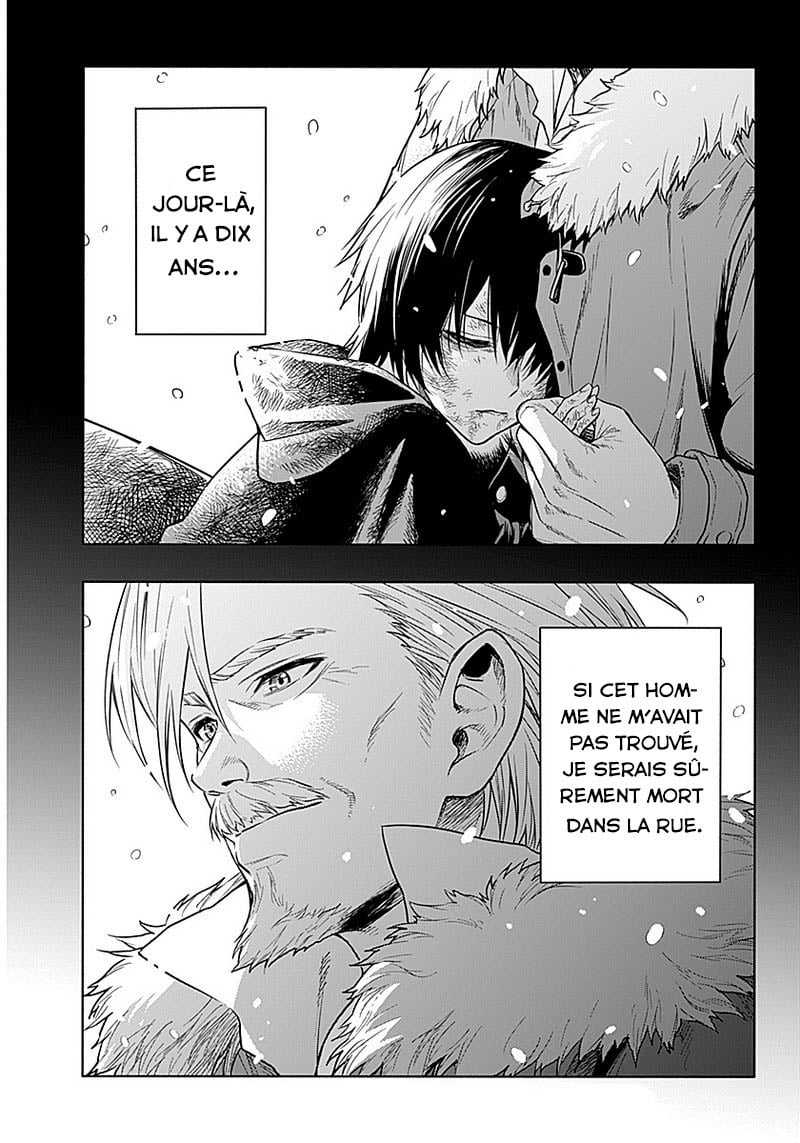 CE
JOUR-LÀ,
IL Y A DIX
ANS...
SI CET HOM-
ME NE M'AVAIT
PAS TROUVÉ,
JE SERAIS SÛ-
REMENT MORT
DANS LA RUE.